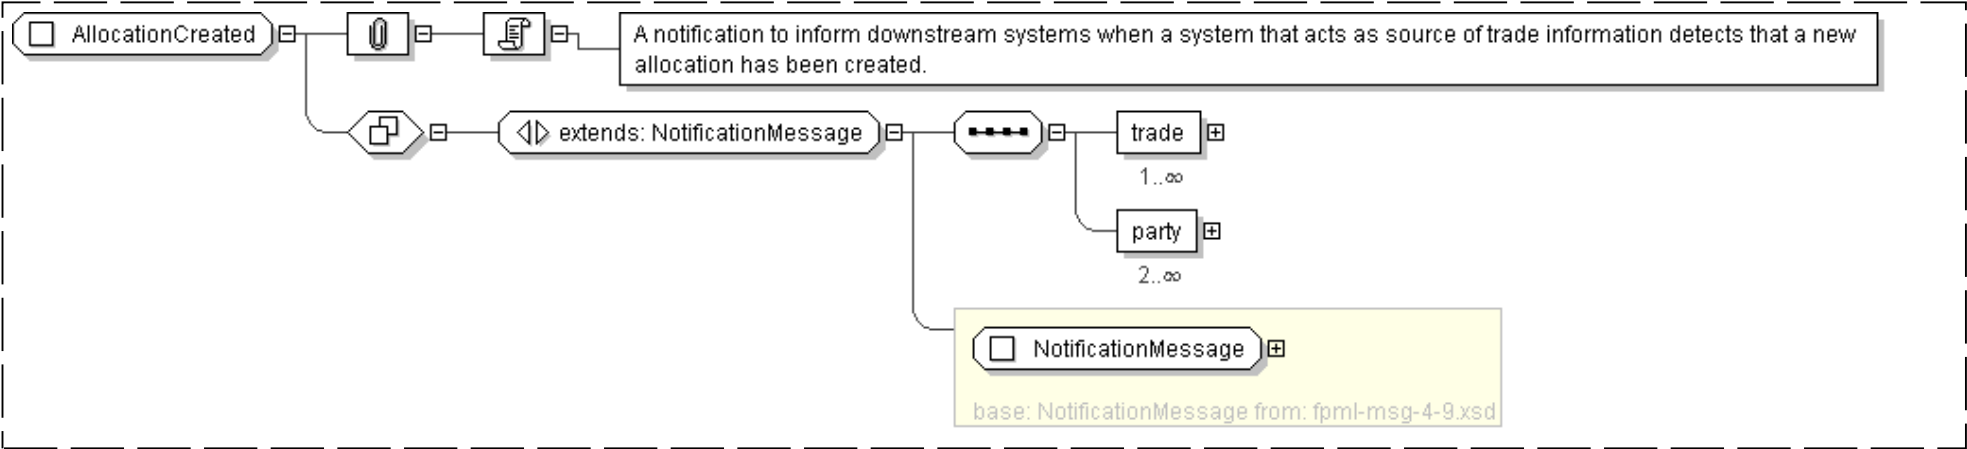 AllocationCreated
A notification to inform downstream systems when a system that acts as source of trade information detects that a new
allocation has been created.
extends: NotificationMessage
trade
1..∞
party
2..∞
NotificationMessage
base: NotificationMessage from: fpml-msg-4-9.xsd